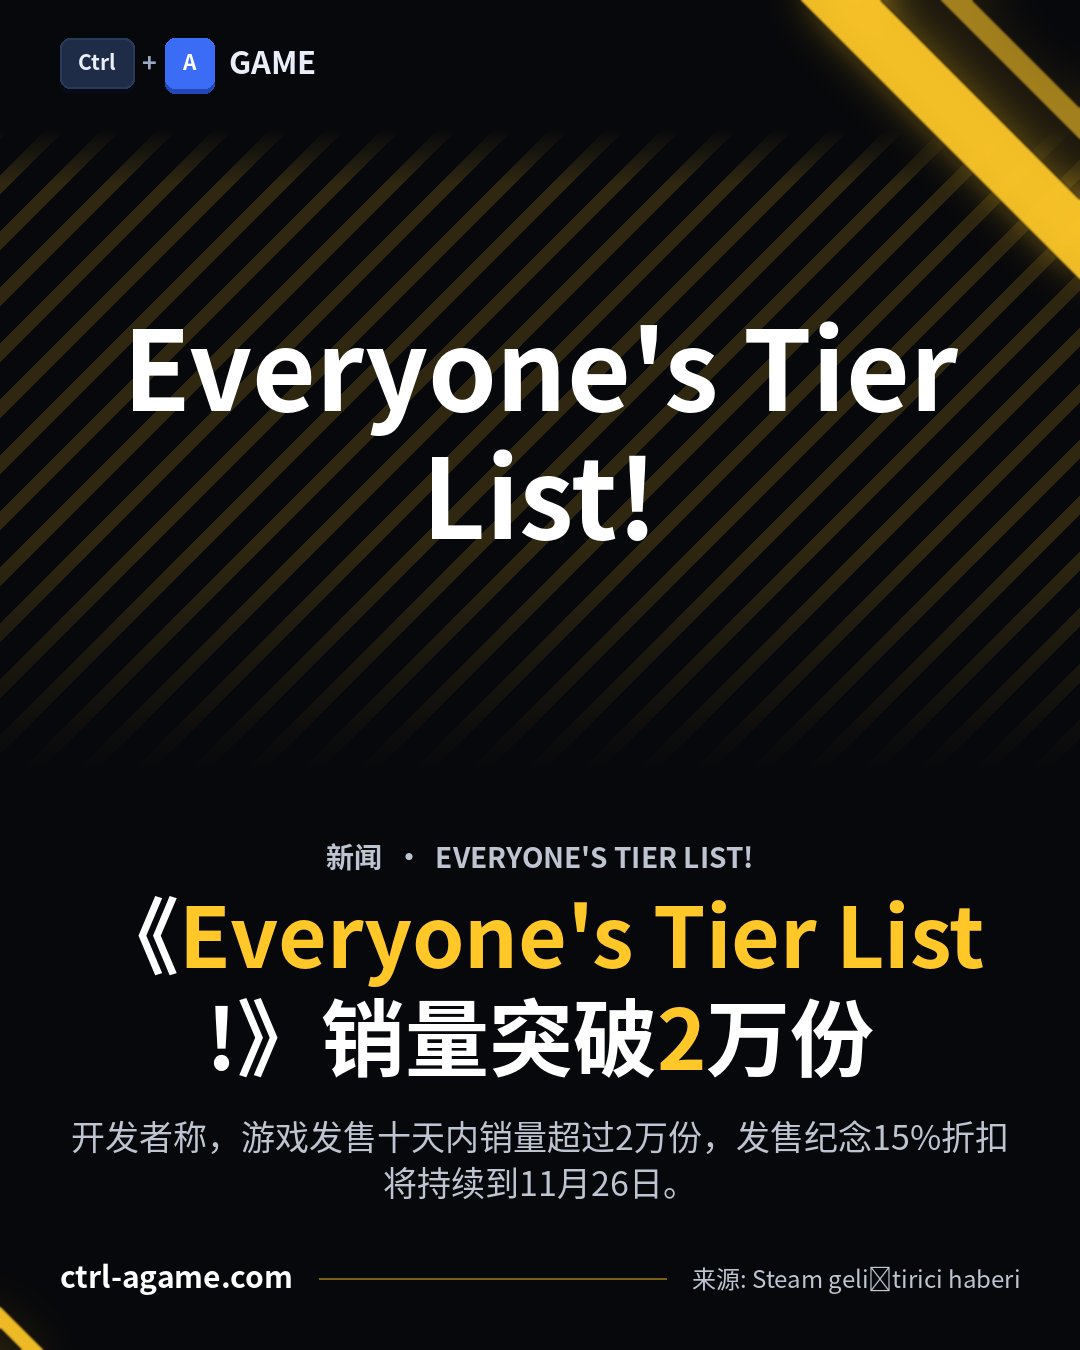 Ctrl + A GAME
Everyone's Tier
List!
新闻 · EVERYONE'S TIER LIST!
《Everyone's Tier List
!》销量突破2万份
开发者称，游戏发售十天内销量超过2万份，发售纪念15%折扣
将持续到11月26日。
ctrl-agame.com
来源: Steam haberi